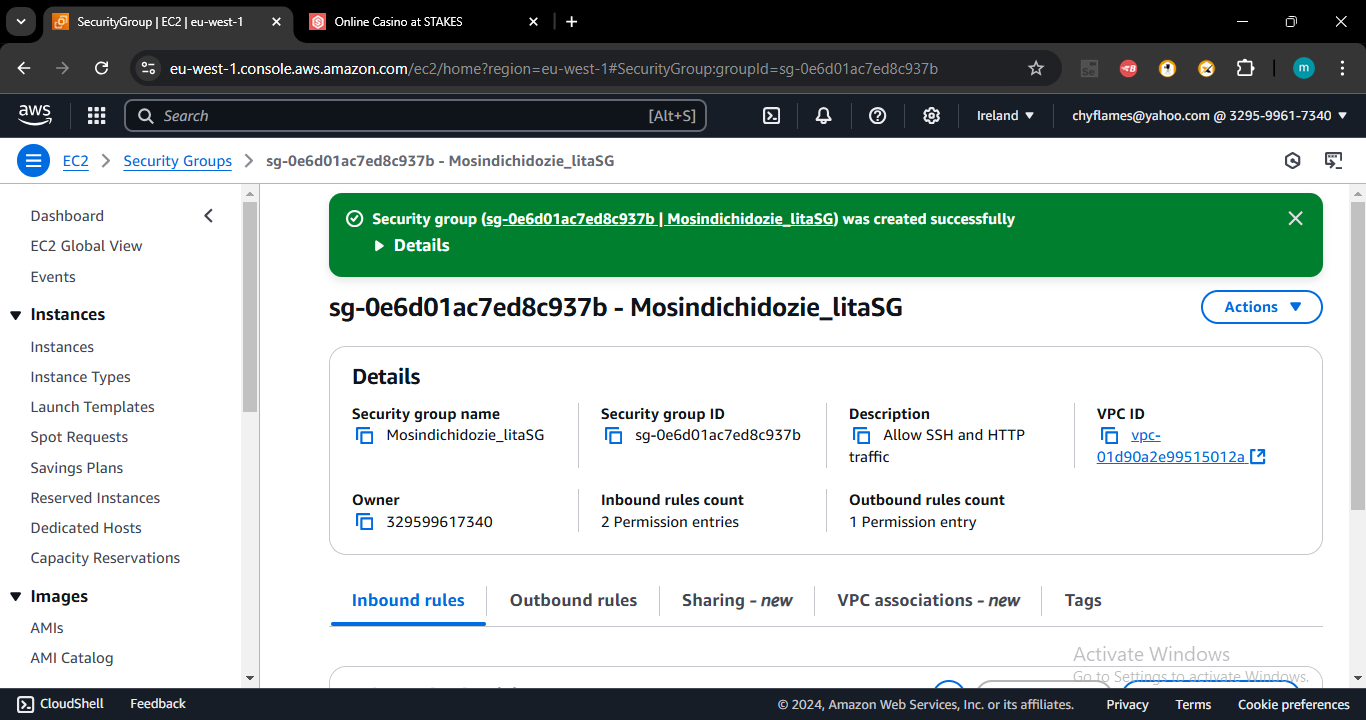 SecurityGroup | EC2 | eu-west-1
Online Casino at STAKES
eu-west-1.console.aws.amazon.com/ec2/home?region=eu-west-1#SecurityGroup:groupId=sg-0e6d01ac7ed8c937b
m
aws
Search
[Alt+S]
Ireland
chyflames@yahoo.com @ 3295-9961-7340
EC2
Security Groups
sg-0e6d01ac7ed8c937b - Mosindichidozie_litaSG
Dashboard
EC2 Global View
Events
Instances
Instances
Instance Types
Launch Templates
Spot Requests
Savings Plans
Reserved Instances
Dedicated Hosts
Capacity Reservations
Images
AMIs
AMI Catalog
Security group (sg-0e6d01ac7ed8c937b | Mosindichidozie_litaSG) was created successfully
Details
sg-0e6d01ac7ed8c937b - Mosindichidozie_litaSG
Actions
Details
Security group name
Mosindichidozie_litaSG
Security group ID
sg-0e6d01ac7ed8c937b
Description
Allow SSH and HTTP
traffic
VPC ID
vpc-
01d90a2e99515012a
Owner
329599617340
Inbound rules count
2 Permission entries
Outbound rules count
1 Permission entry
Inbound rules
Outbound rules
Sharing - new
VPC associations - new
Tags
Activate Windows
Go to Settings to activate Windows.
CloudShell
Feedback
© 2024, Amazon Web Services, Inc. or its affiliates.
Privacy
Terms
Cookie preferences